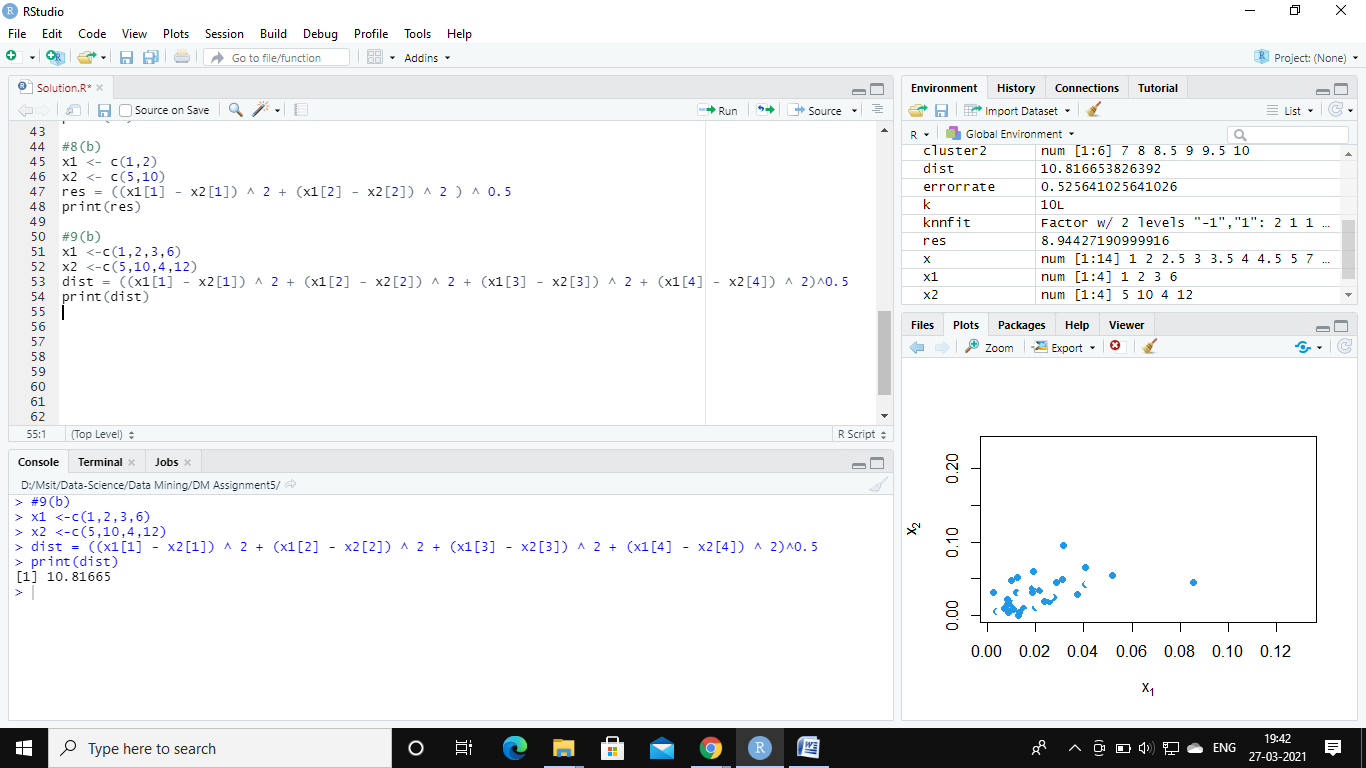 RStudio
File Edit Code View Plots Session Build Debug Profile Tools Help
Go to file/function Addins Project: (None)
Solution.R*
Source on Save Run Source
43
44 #8(b)
45 x1 <- c(1,2)
46 x2 <- c(5,10)
47 res = ((x1[1] - x2[1]) ^ 2 + (x1[2] - x2[2]) ^ 2 ) ^ 0.5
48 print(res)
49
50 #9(b)
51 x1 <-c(1,2,3,6)
52 x2 <-c(5,10,4,12)
53 dist = ((x1[1] - x2[1]) ^ 2 + (x1[2] - x2[2]) ^ 2 + (x1[3] - x2[3]) ^ 2 + (x1[4] - x2[4]) ^ 2)^0.5
54 print(dist)
55
56
57
58
59
60
61
62
55:1 (Top Level) R Script
Console Terminal Jobs
D:/Msit/Data-Science/Data Mining/DM Assignment5/
> #9(b)
> x1 <-c(1,2,3,6)
> x2 <-c(5,10,4,12)
> dist = ((x1[1] - x2[1]) ^ 2 + (x1[2] - x2[2]) ^ 2 + (x1[3] - x2[3]) ^ 2 + (x1[4] - x2[4]) ^ 2)^0.5
> print(dist)
[1] 10.81665
>
Environment History Connections Tutorial
Import Dataset List
R Global Environment
cluster2 num [1:6] 7 8 8.5 9 9.5 10
dist 10.816653826392
errorrate 0.525641025641026
k 10L
knnfit Factor w/ 2 levels "-1","1": 2 1 1 ...
res 8.94427190999916
x num [1:14] 1 2 2.5 3 3.5 4 4.5 5 7 ...
x1 num [1:4] 1 2 3 6
x2 num [1:4] 5 10 4 12
Files Plots Packages Help Viewer
Zoom Export
0.20
0.10
0.00
x2
0.00 0.02 0.04 0.06 0.08 0.10 0.12
x1
Type here to search
ENG
19:42
27-03-2021